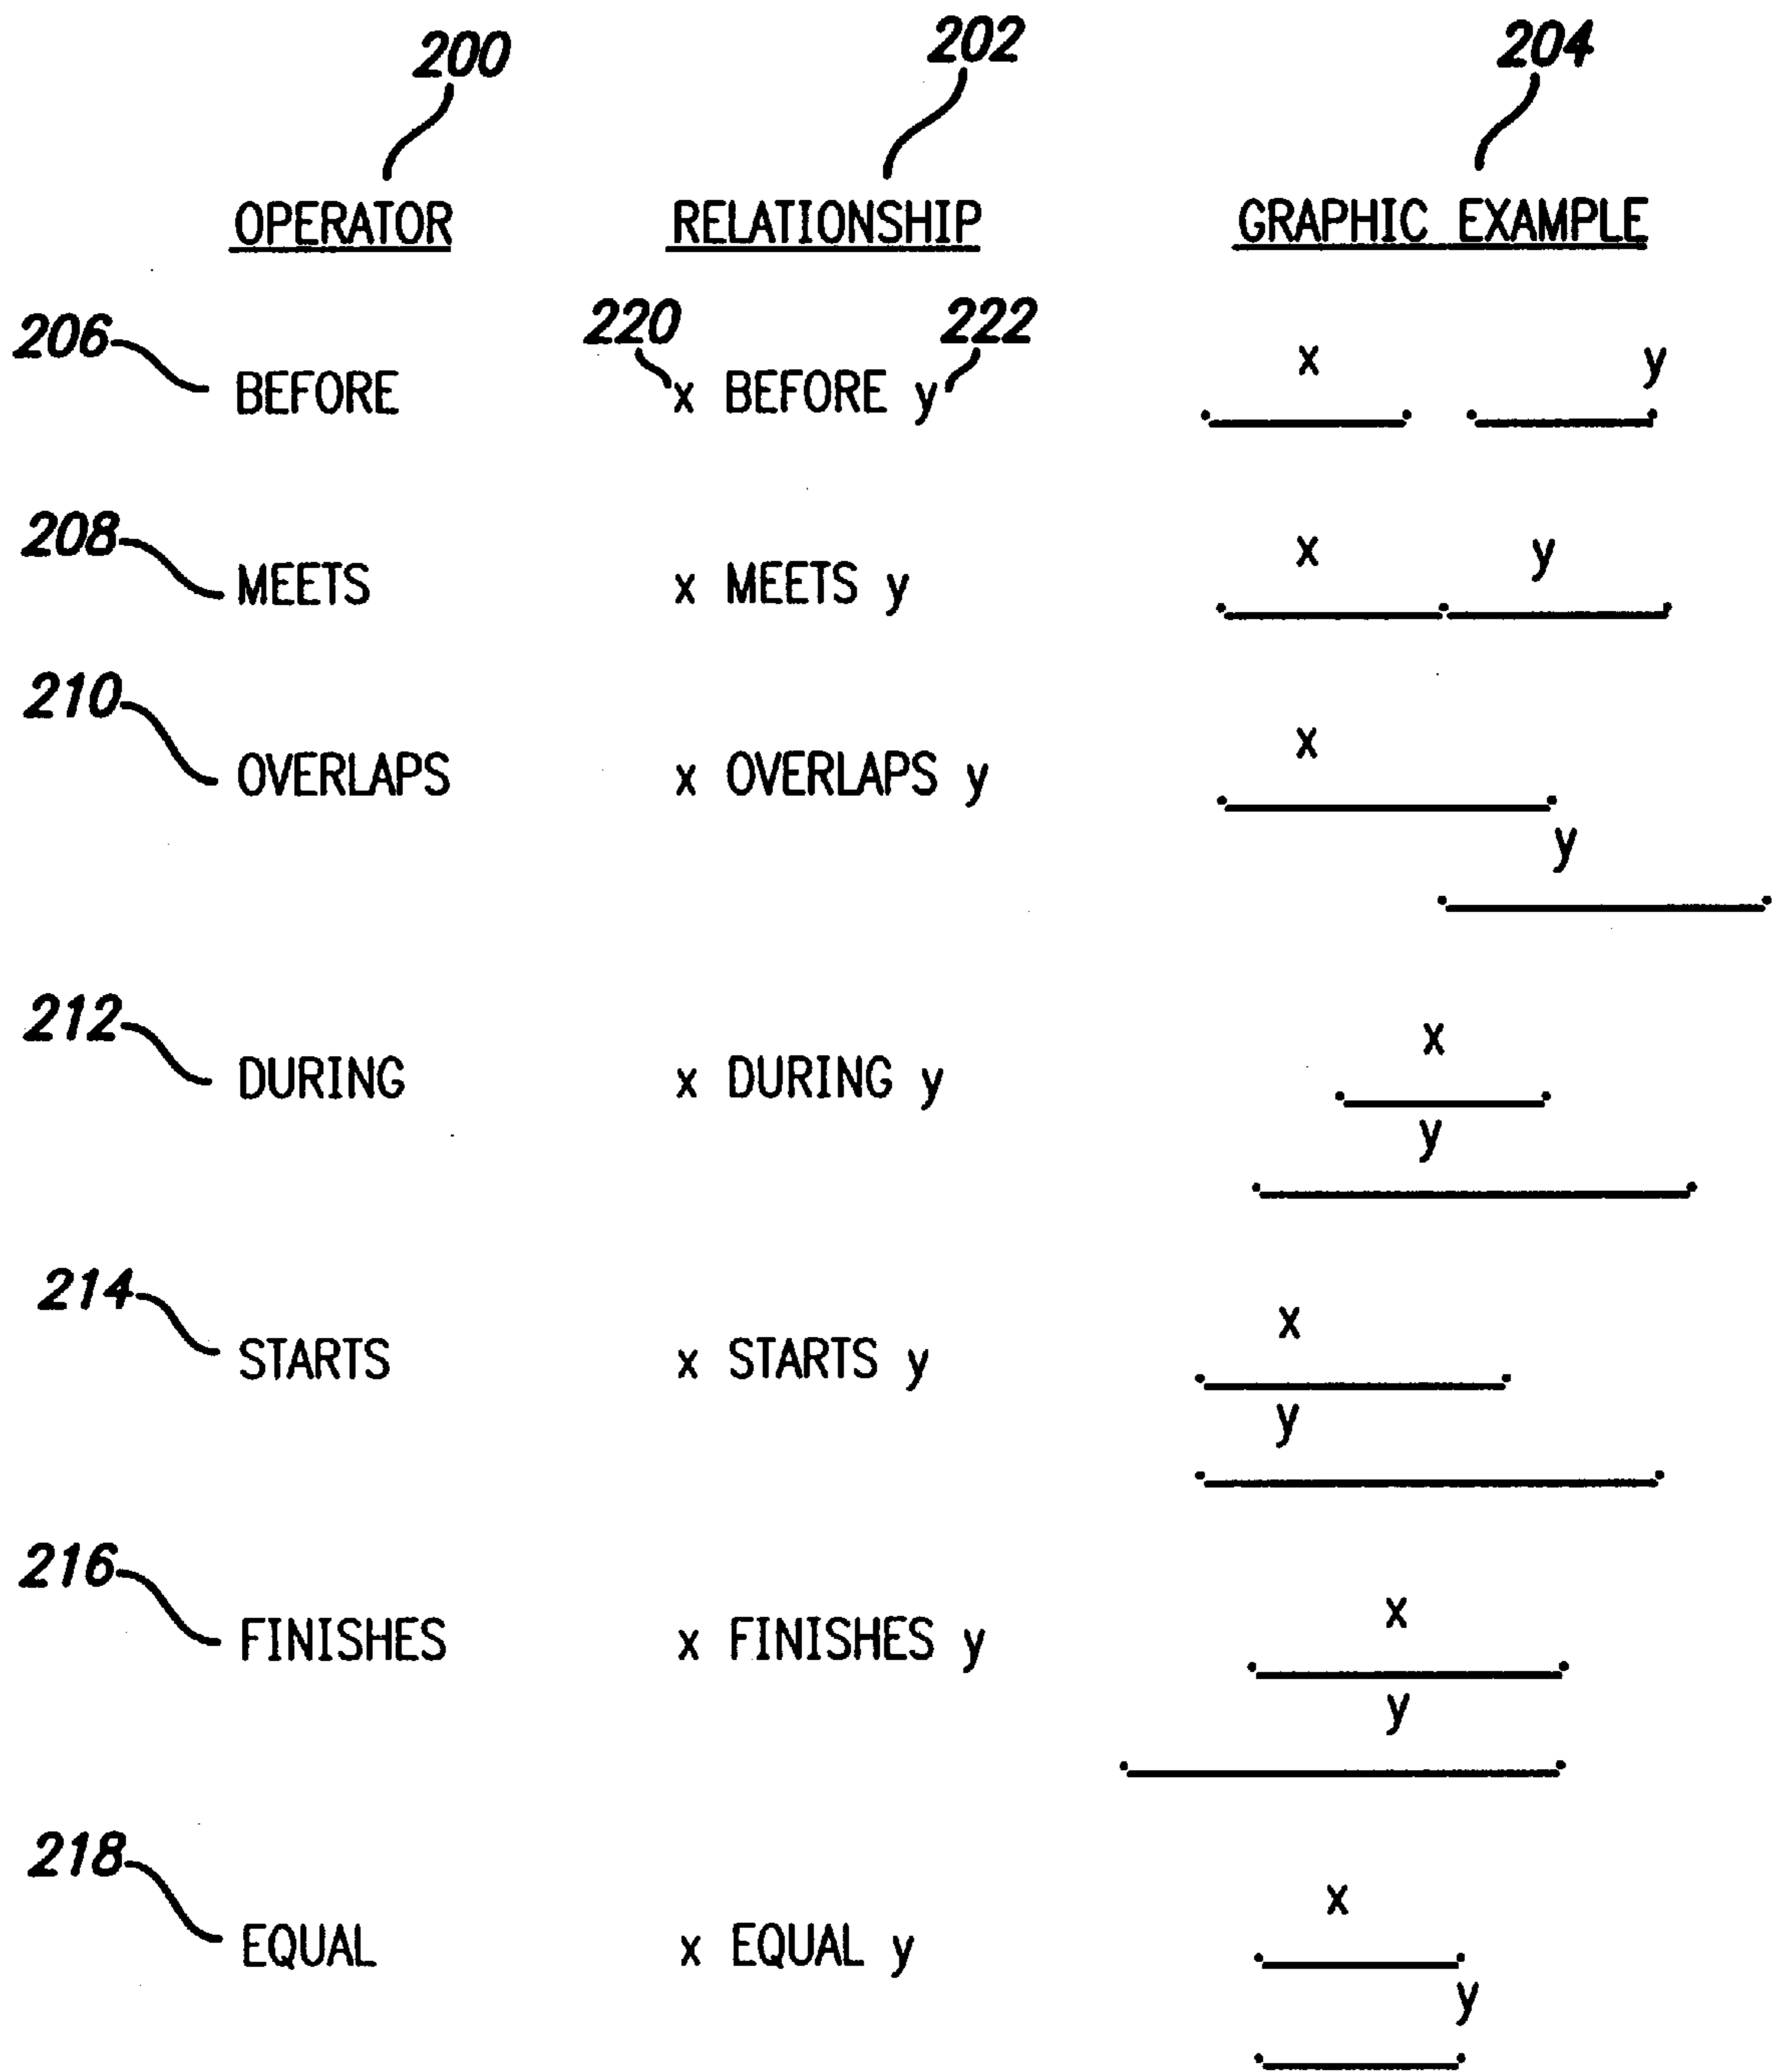 200 202 204
OPERATOR RELATIONSHIP GRAPHIC EXAMPLE
206 220 222
BEFORE x BEFORE y x y
208
MEETS x MEETS y x y
210
OVERLAPS x OVERLAPS y x
y
212
DURING x DURING y x
y
214
STARTS x STARTS y x
y
216
FINISHES x FINISHES y x
y
218
EQUAL x EQUAL y x
y